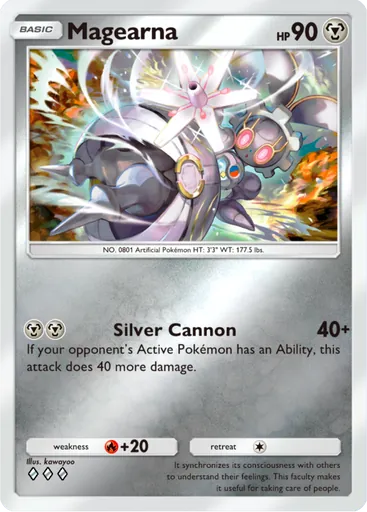 BASIC Magearna HP 90
NO. 0801 Artificial Pokémon HT: 3'3" WT: 177.5 lbs.
Silver Cannon 40+
If your opponent's Active Pokémon has an Ability, this
attack does 40 more damage.
weakness +20 retreat
Illus. kawayoo
It synchronizes its consciousness with others
to understand their feelings. This faculty makes
it useful for taking care of people.